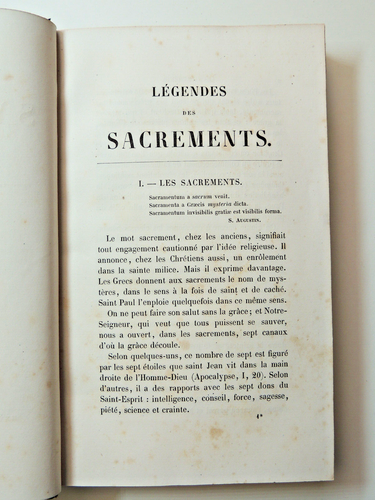 LÉGENDES
DES
SACREMENTS.
I. — LES SACREMENTS.
Sacramentum a sacrum venit.
Sacramenta a Græcis mysteria dicta.
Sacramentum invisibilis gratiæ est visibilis forma.
S. Augustin.
Le mot sacrement, chez les anciens, signifiait
tout engagement cautionné par l'idée religieuse. Il
annonce, chez les Chrétiens aussi, un enrôlement
dans la sainte milice. Mais il exprime davantage.
Les Grecs donnent aux sacrements le nom de mys-
tères, dans le sens à la fois de saint et de caché.
Saint Paul l'enploie quelquefois dans ce même sens.
On ne peut faire son salut sans la grâce; et Notre-
Seigneur, qui veut que tous puissent se sauver,
nous a ouvert, dans les sacrements, sept canaux
d'où la grâce découle.
Selon quelques-uns, ce nombre de sept est figuré
par les sept étoiles que saint Jean vit dans la main
droite de l'Homme-Dieu (Apocalypse, I, 20). Selon
d'autres, il a des rapports avec les sept dons du
Saint-Esprit : intelligence, conseil, force, sagesse,
piété, science et crainte.